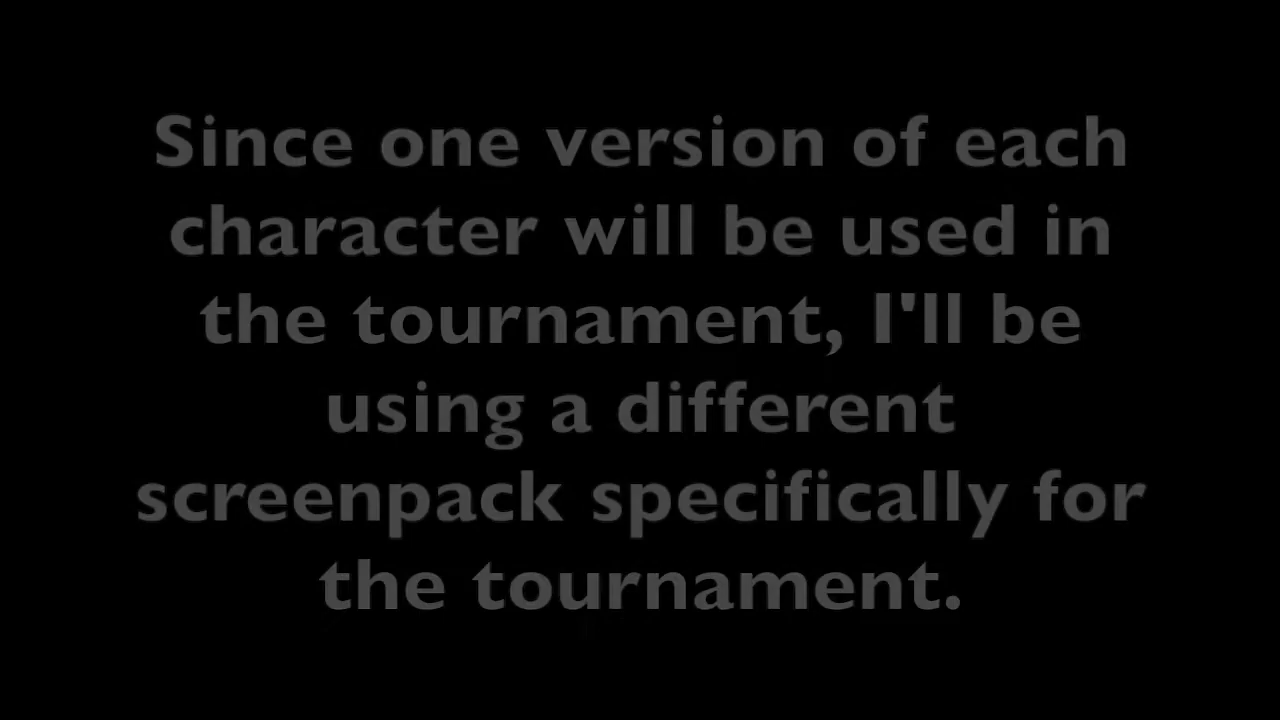 Since one version of each
character will be used in
the tournament, I'll be
using a different
screenpack specifically for
the tournament.